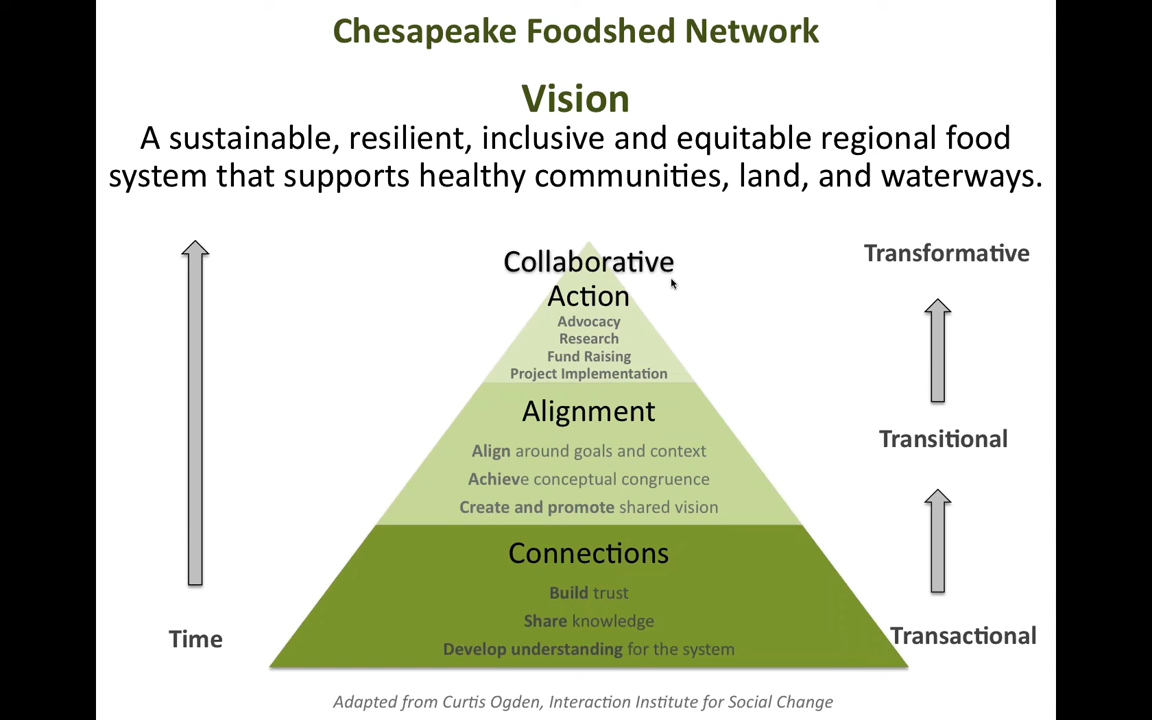 Chesapeake Foodshed Network
Vision
A sustainable, resilient, inclusive and equitable regional food
system that supports healthy communities, land, and waterways.
Collaborative
Action
Advocacy
Research
Fund Raising
Project Implementation
Alignment
Align around goals and context
Achieve conceptual congruence
Create and promote shared vision
Connections
Build trust
Share knowledge
Develop understanding for the system
Time
Transformative
Transitional
Transactional
Adapted from Curtis Ogden, Interaction Institute for Social Change